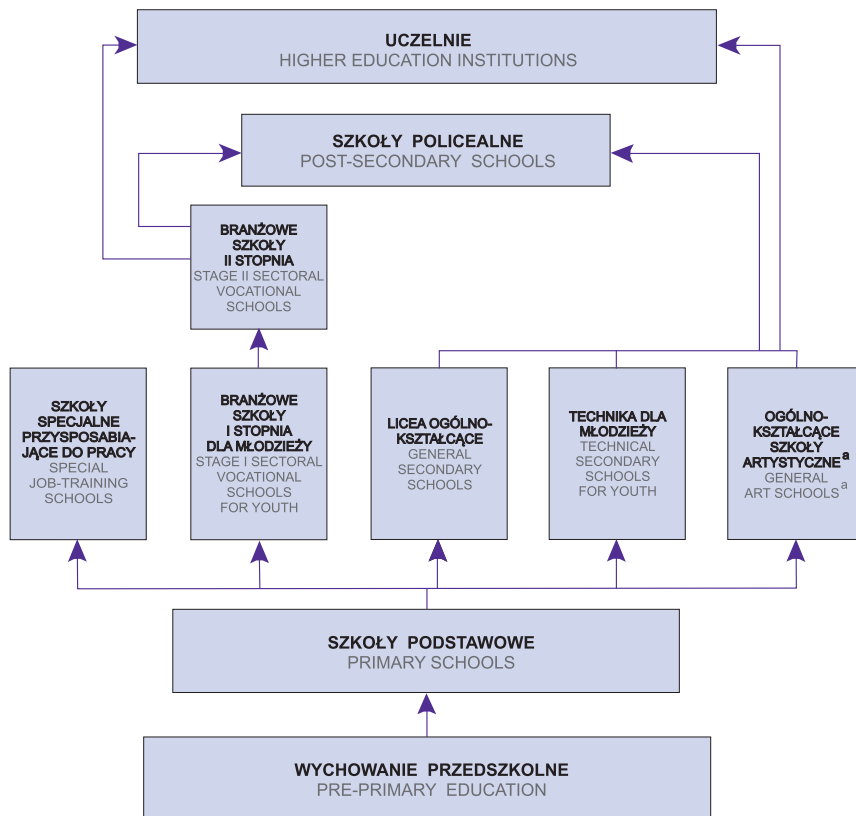 UCZELNIE
HIGHER EDUCATION INSTITUTIONS
SZKOŁY POLICEALNE
POST-SECONDARY SCHOOLS
BRANŻOWE
SZKOŁY
II STOPNIA
STAGE II SECTORAL
VOCATIONAL
SCHOOLS
SZKOŁY
SPECJALNE
PRZYSPOSABIA-
JĄCE DO PRACY
SPECIAL
JOB-TRAINING
SCHOOLS
BRANŻOWE
SZKOŁY
I STOPNIA
DLA MŁODZIEŻY
STAGE I SECTORAL
VOCATIONAL
SCHOOLS
FOR YOUTH
LICEA OGÓLNO-
KSZTAŁCĄCE
GENERAL
SECONDARY
SCHOOLS
TECHNIKA DLA
MŁODZIEŻY
TECHNICAL
SECONDARY
SCHOOLS
FOR YOUTH
OGÓLNO-
KSZTAŁCĄCE
SZKOŁY
ARTYSTYCZNE a
GENERAL
ART SCHOOLS a
SZKOŁY PODSTAWOWE
PRIMARY SCHOOLS
WYCHOWANIE PRZEDSZKOLNE
PRE-PRIMARY EDUCATION